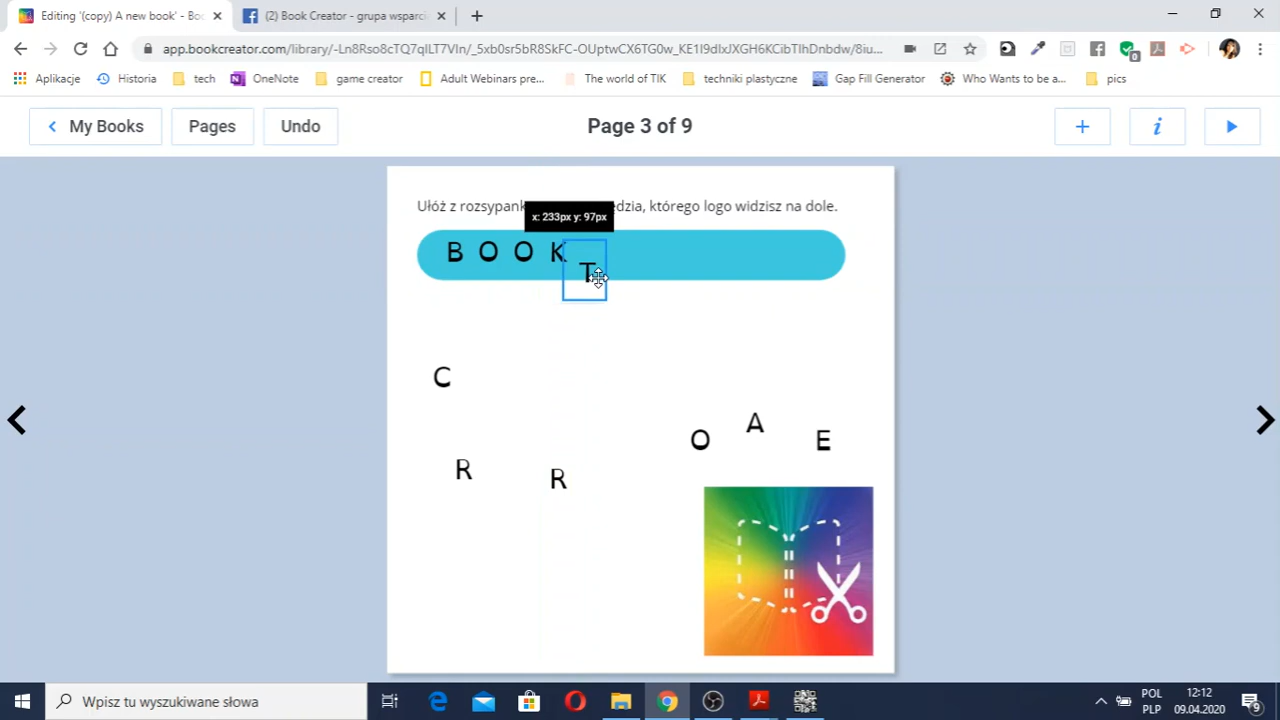 Editing '(copy) A new book' - Boo
(2) Book Creator - grupa wsparci
app.bookcreator.com/library/-Ln8Rso8cTQ7qILT7VIn/_5xb0sr5bR8SkFC-OUptwCX6TG0w_KE1I9dIxJXGH6KCibTIhDnbdw/8iu...
Aplikacje
Historia
tech
OneNote
game creator
Adult Webinars pre...
The world of TIK
techniki plastyczne
Gap Fill Generator
Who Wants to be a...
pics
My Books
Pages
Undo
Page 3 of 9
+
i
Ułóż z rozsypank
edzia, którego logo widzisz na dole.
x: 233px y: 97px
B O O K
T
C
O A E
R R
Wpisz tu wyszukiwane słowa
POL
PLP
12:12
09.04.2020
9